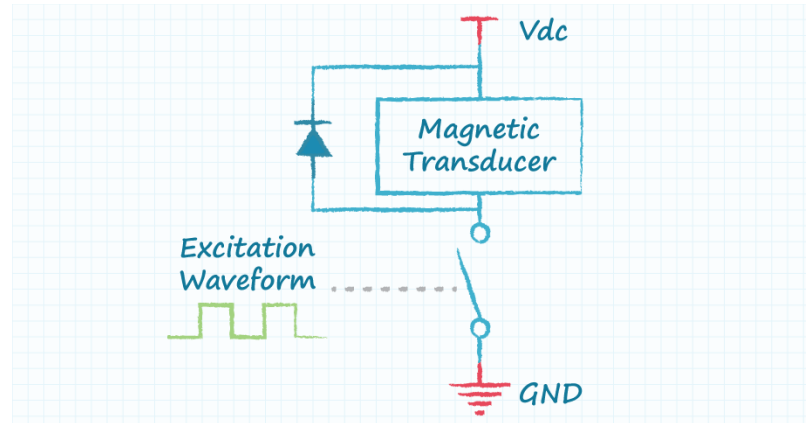 Vdc
Magnetic
Transducer
Excitation
Waveform
GND